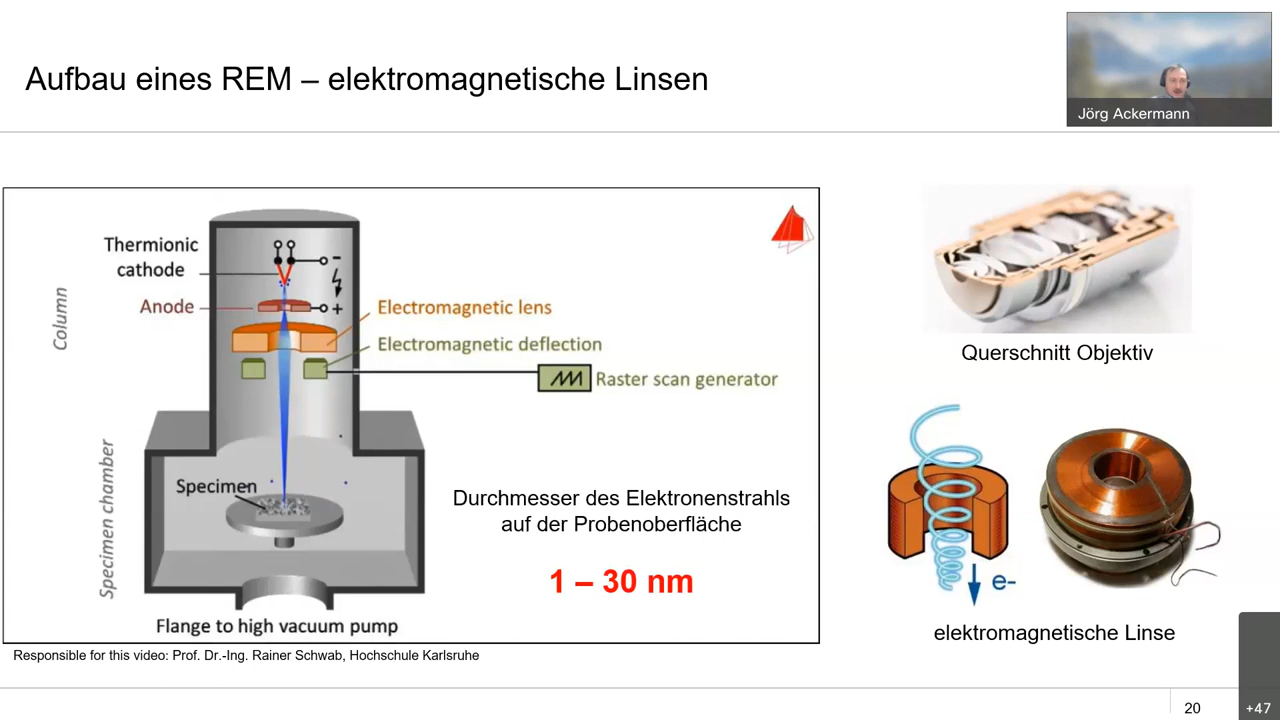 Aufbau eines REM – elektromagnetische Linsen
Jörg Ackermann
Column
Thermionic
cathode
Anode
Electromagnetic lens
Electromagnetic deflection
Raster scan generator
Specimen chamber
Specimen
Durchmesser des Elektronenstrahls
auf der Probenoberfläche
1 – 30 nm
Flange to high vacuum pump
Responsible for this video: Prof. Dr.-Ing. Rainer Schwab, Hochschule Karlsruhe
Querschnitt Objektiv
e-
elektromagnetische Linse
20
+47